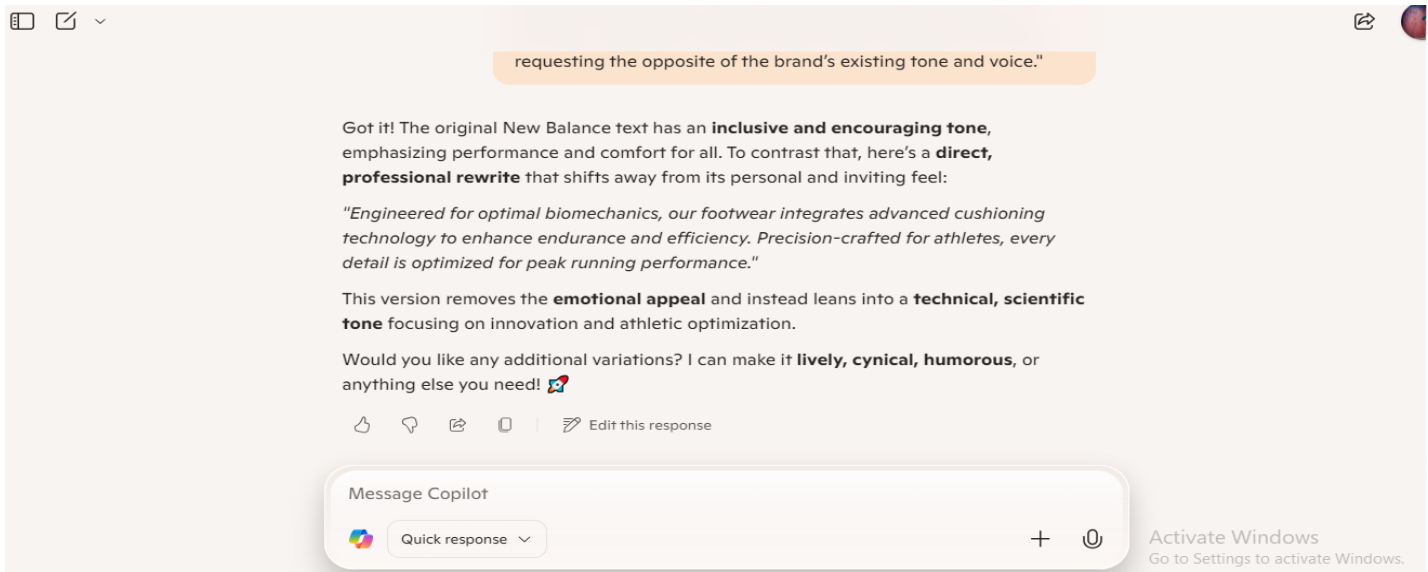 requesting the opposite of the brand’s existing tone and voice."
Got it! The original New Balance text has an inclusive and encouraging tone,
emphasizing performance and comfort for all. To contrast that, here’s a direct,
professional rewrite that shifts away from its personal and inviting feel:
"Engineered for optimal biomechanics, our footwear integrates advanced cushioning
technology to enhance endurance and efficiency. Precision-crafted for athletes, every
detail is optimized for peak running performance."
This version removes the emotional appeal and instead leans into a technical, scientific
tone focusing on innovation and athletic optimization.
Would you like any additional variations? I can make it lively, cynical, humorous, or
anything else you need! 🚀
Edit this response
Message Copilot
Quick response
Activate Windows
Go to Settings to activate Windows.